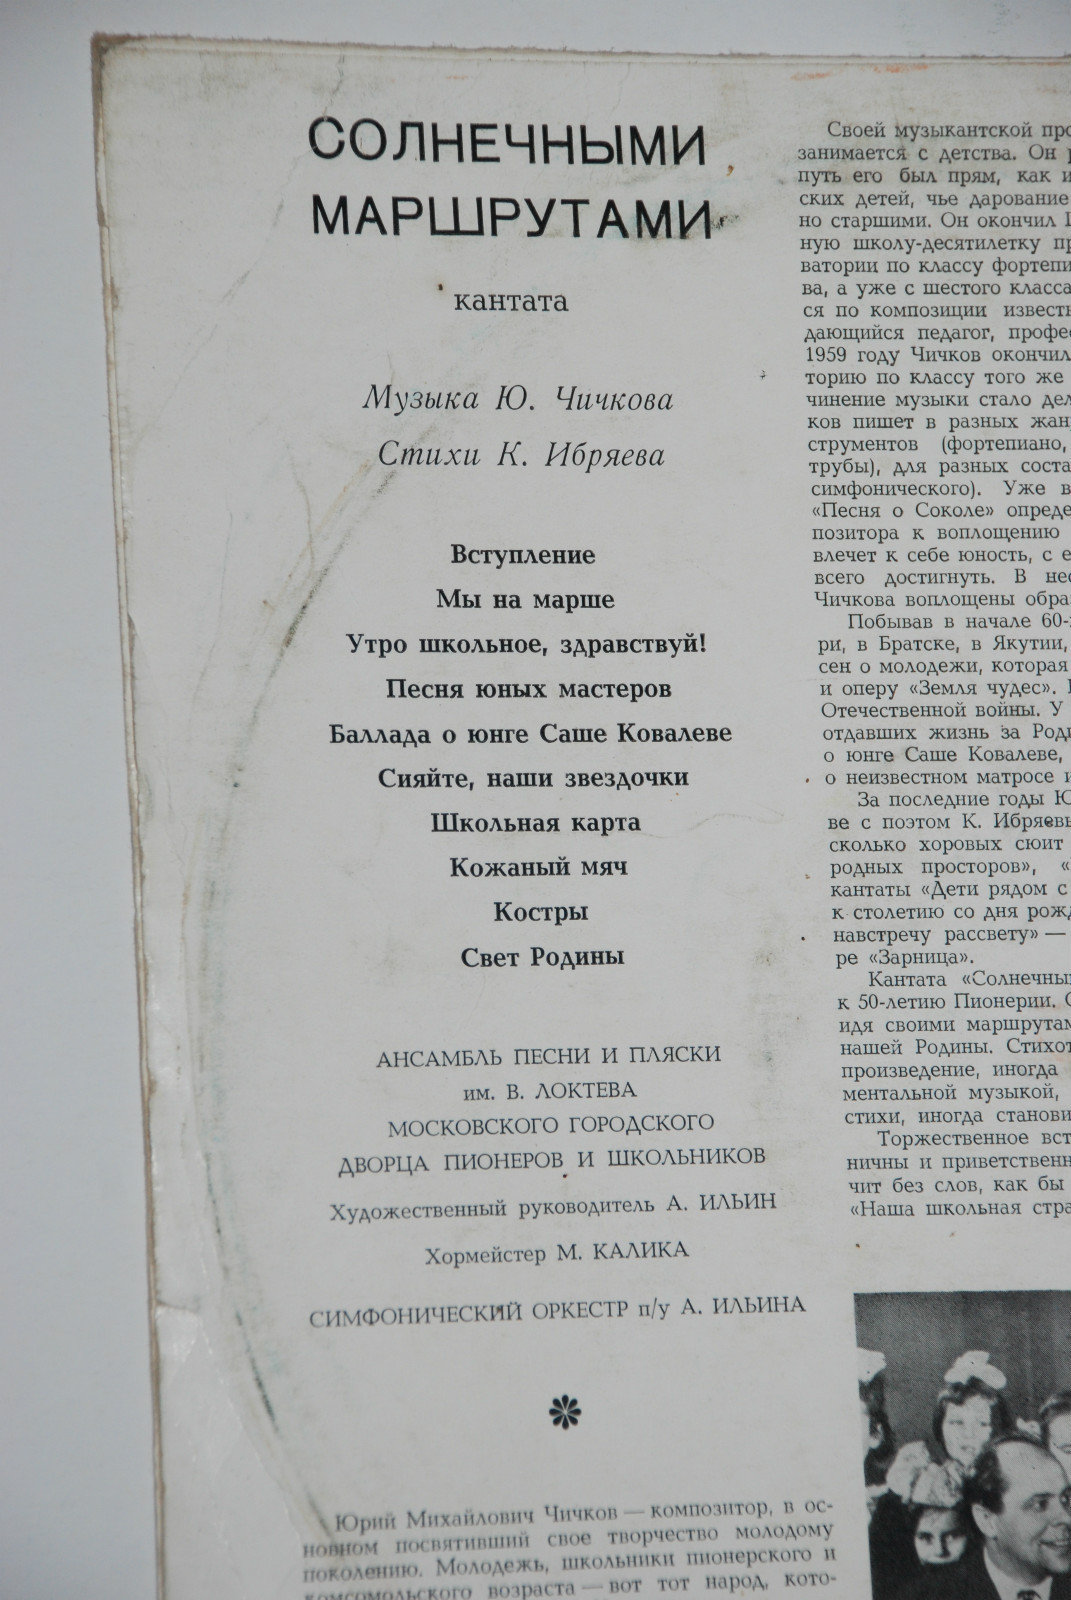 СОЛНЕЧНЫМИ
МАРШРУТАМИ
кантата
Музыка Ю. Чичкова
Стихи К. Ибряева
Вступление
Мы на марше
Утро школьное, здравствуй!
Песня юных мастеров
Баллада о юнге Саше Ковалеве
Сияйте, наши звездочки
Школьная карта
Кожаный мяч
Костры
Свет Родины
АНСАМБЛЬ ПЕСНИ И ПЛЯСКИ
им. В. ЛОКТЕВА
МОСКОВСКОГО ГОРОДСКОГО
ДВОРЦА ПИОНЕРОВ И ШКОЛЬНИКОВ
Художественный руководитель А. ИЛЬИН
Хормейстер М. КАЛИКА
СИМФОНИЧЕСКИЙ ОРКЕСТР п/у А. ИЛЬИНА
Юрий Михайлович Чичков — композитор, в ос-
новном посвятивший свое творчество молодому
поколению. Молодежь, школьники пионерского и
комсомольского возраста — вот тот народ, кото-
Своей музыкантской
занимается с детства. Он
путь его был прям, как
ских детей, чье дарование
но старшими. Он окончил
ную школу-десятилетку
ватории по классу
ва, а уже с шестого класса
ся по композиции
дающийся педагог,
1959 году Чичков окончил
торию по классу того же
чинение музыки стало
ков пишет в разных
струментов (фортепиано,
трубы), для разных
симфонического). Уже в
«Песня о Соколе»
позитора к воплощению
влечет к себе юность, с
всего достигнуть. В
Чичкова воплощены
Побывав в начале 60-
ри, в Братске, в Якутии,
сен о молодежи, которая
и оперу «Земля чудес».
Отечественной войны. У
отдавших жизнь за
о юнге Саше Ковалеве,
о неизвестном матросе
За последние годы Ю
ве с поэтом К.
сколько хоровых сюит
родных просторов», «
кантаты «Дети рядом с
к столетию со дня
навстречу рассвету» —
ре «Зарница».
Кантата
к 50-летию Пионерии.
идя своими
нашей Родины.
произведение, иногда
ментальной музыкой,
стихи, иногда
Торжественное
ничны и
чит без слов, как бы
«Наша школьная